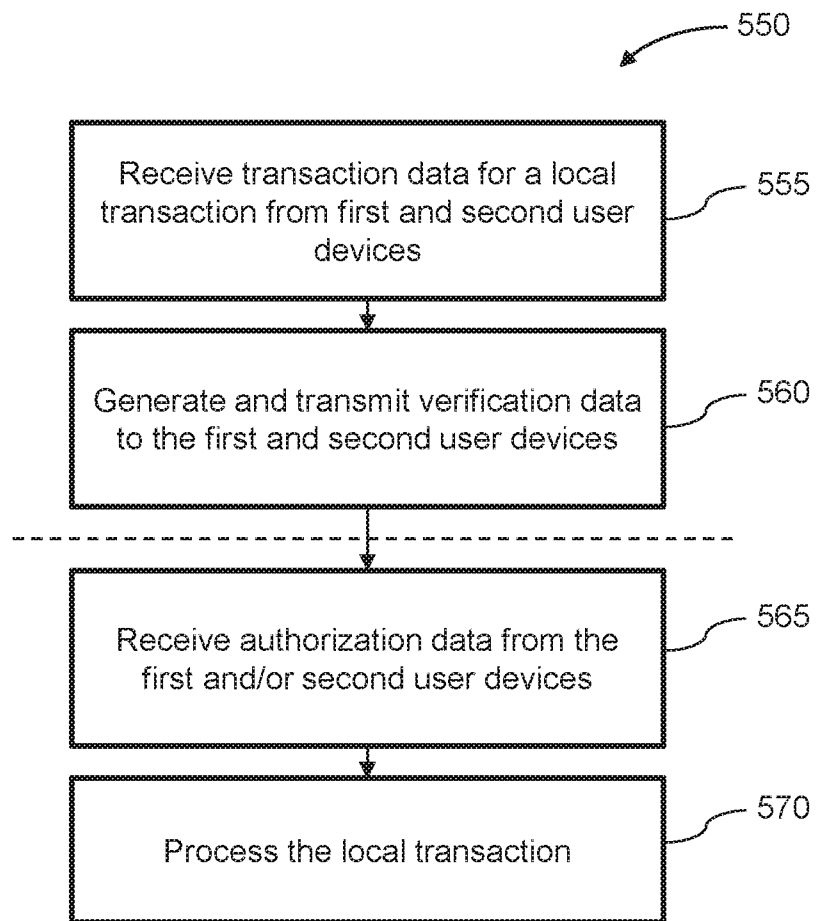 550
Receive transaction data for a local
transaction from first and second user
devices
555
Generate and transmit verification data
to the first and second user devices
560
Receive authorization data from the
first and/or second user devices
565
Process the local transaction
570